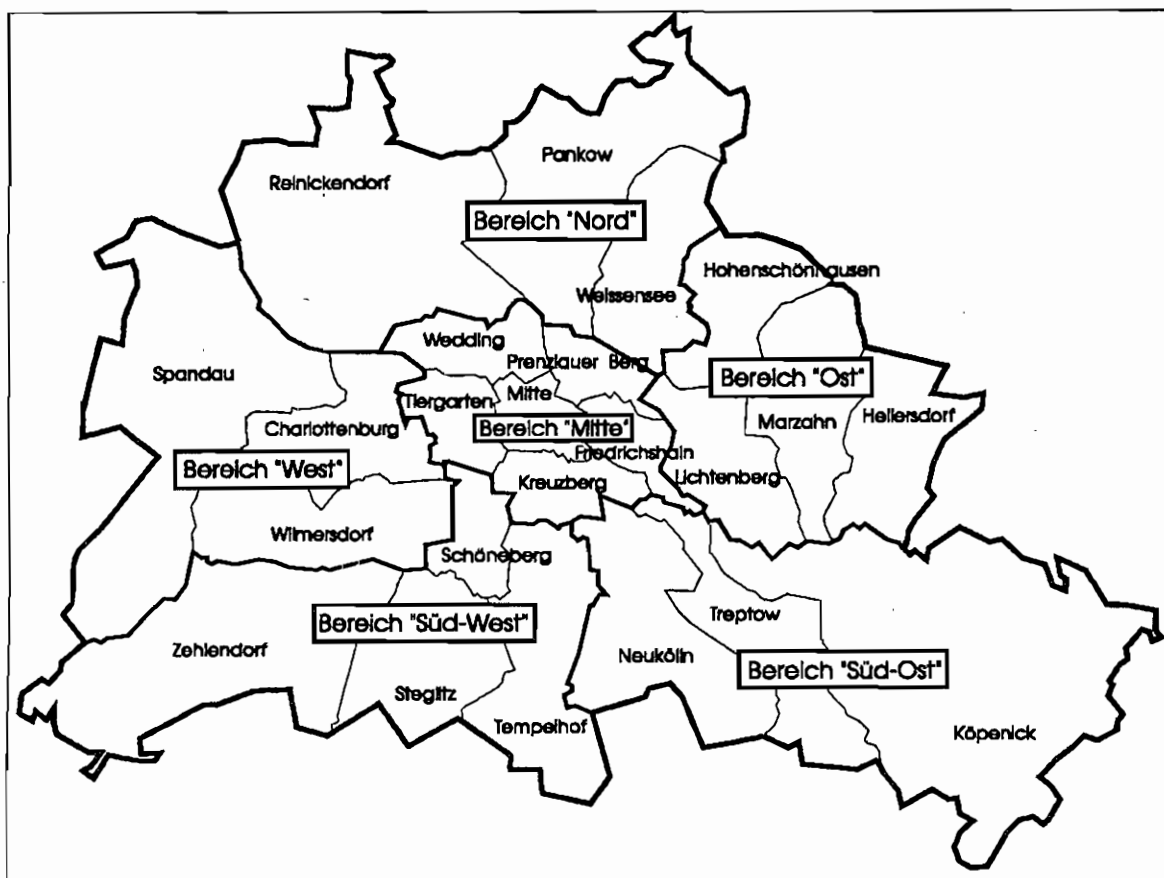 Pankow
Reinickendorf
Bereich "Nord"
Hohenschönhausen
Weissensee
Wedding
Prenzlauer Berg
Spandau
Bereich "Ost"
Mitte
Tiergarten
Hellersdorf
Marzahn
Charlottenburg
Bereich "Mitte"
Friedrichshain
Bereich "West"
Lichtenberg
Kreuzberg
Wilmersdorf
Schöneberg
Treptow
Bereich "Süd-West"
Zehlendorf
Neukölln
Bereich "Süd-Ost"
Steglitz
Tempelhof
Köpenick